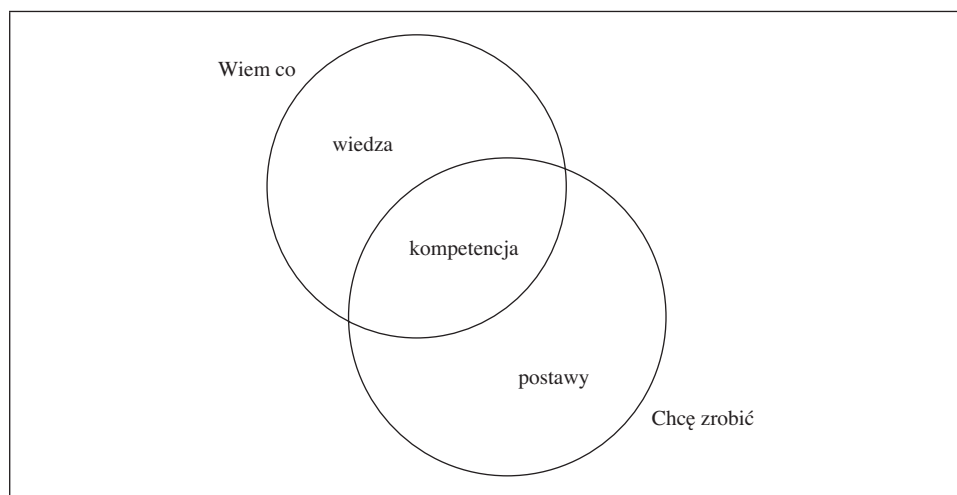 Wiem co
wiedza
kompetencja
postawy
Chcę zrobić